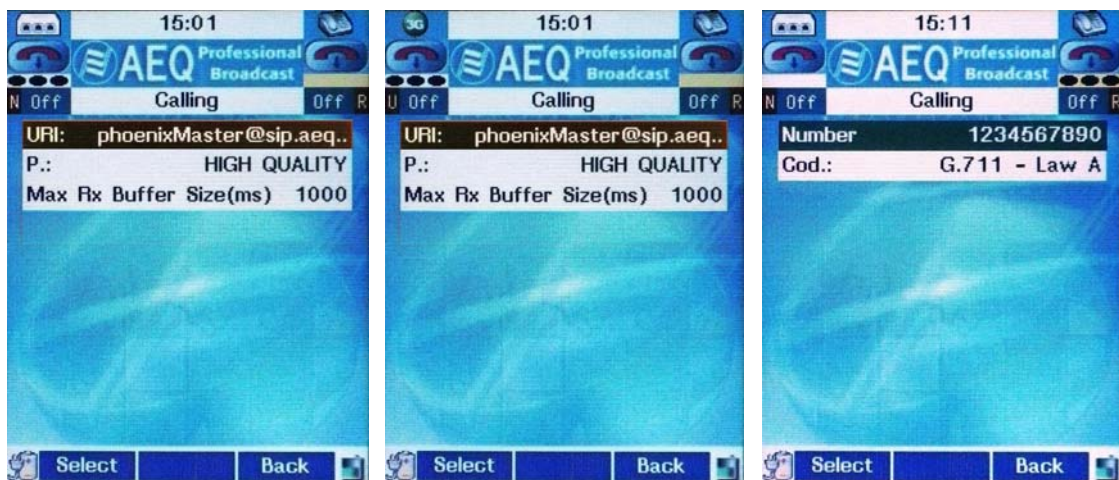 15:01
AEQ Professional Broadcast
N Off Calling Off R
URI: phoenixMaster@sip.aeq..
P.: HIGH QUALITY
Max Rx Buffer Size(ms) 1000
Select Back
3G 15:01
AEQ Professional Broadcast
U Off Calling Off R
URI: phoenixMaster@sip.aeq..
P.: HIGH QUALITY
Max Rx Buffer Size(ms) 1000
Select Back
15:11
AEQ Professional Broadcast
N Off Calling Off R
Number 1234567890
Cod.: G.711 - Law A
Select Back